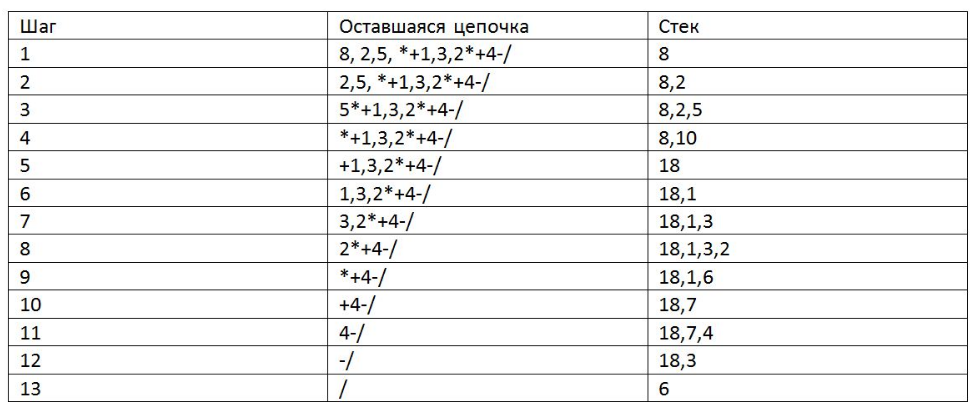 Шаг Оставшаяся цепочка Стек
1 8, 2,5, *+1,3,2*+4-/ 8
2 2,5, *+1,3,2*+4-/ 8,2
3 5*+1,3,2*+4-/ 8,2,5
4 *+1,3,2*+4-/ 8,10
5 +1,3,2*+4-/ 18
6 1,3,2*+4-/ 18,1
7 3,2*+4-/ 18,1,3
8 2*+4-/ 18,1,3,2
9 *+4-/ 18,1,6
10 +4-/ 18,7
11 4-/ 18,7,4
12 -/ 18,3
13 / 6